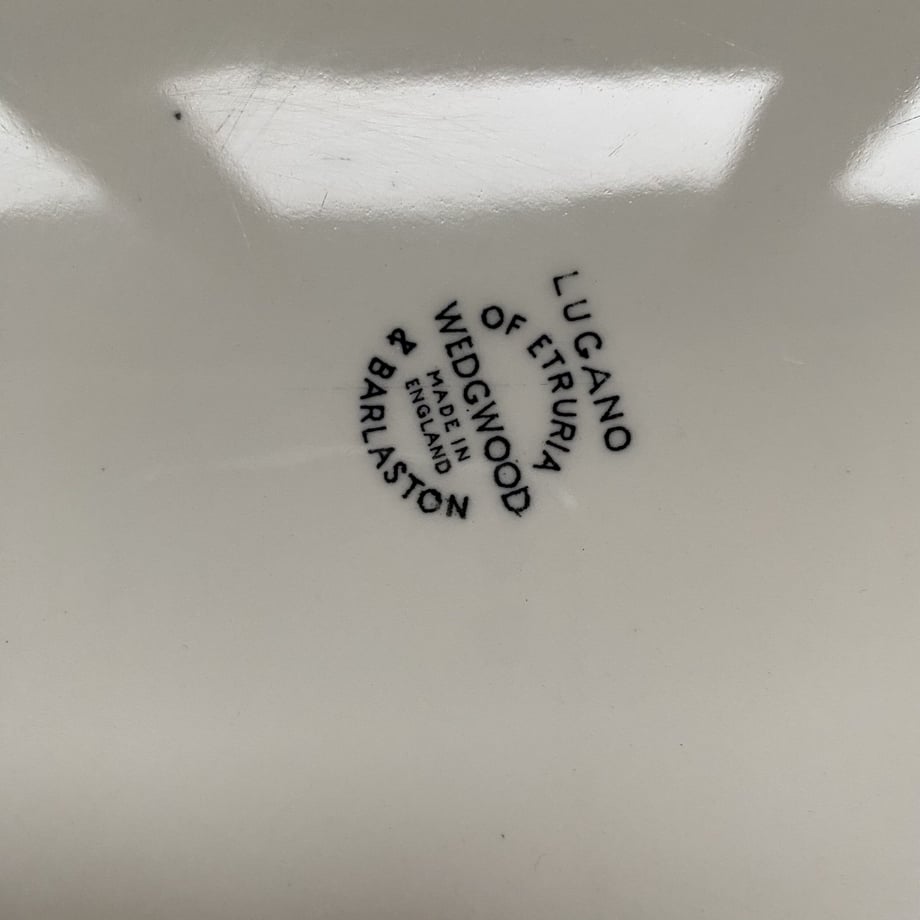 LUGANO
OF ETRURIA
WEDGWOOD
MADE IN
ENGLAND
& BARLASTON